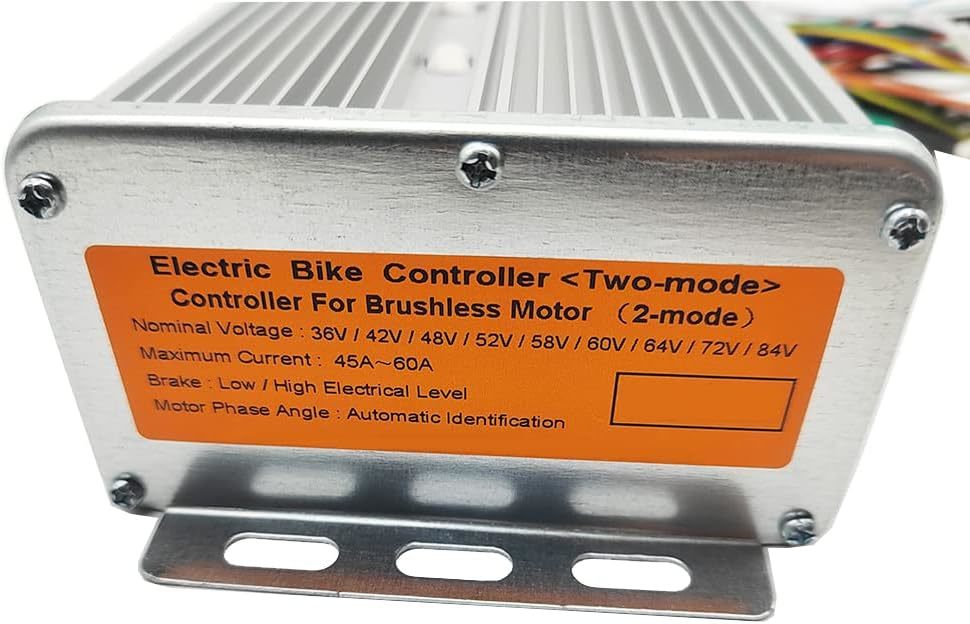 Electric Bike Controller <Two-mode>
Controller For Brushless Motor （2-mode）
Nominal Voltage : 36V / 42V / 48V / 52V / 58V / 60V / 64V / 72V / 84V
Maximum Current : 45A～60A
Brake : Low / High Electrical Level
Motor Phase Angle : Automatic Identification